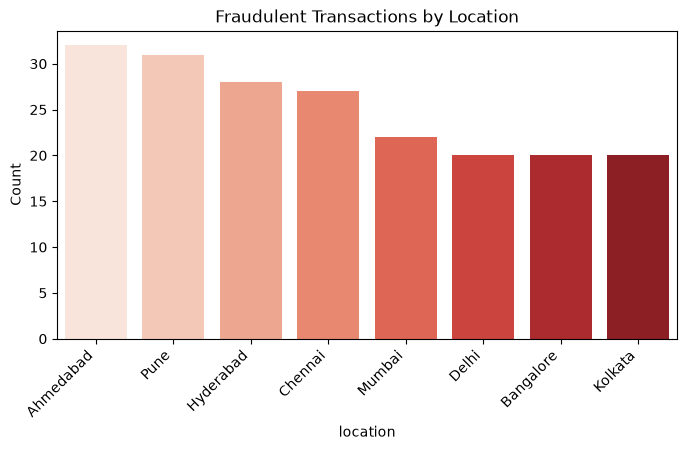 Fraudulent Transactions by Location
Count
30
25
20
15
10
5
0
Ahmedabad
Pune
Hyderabad
Chennai
Mumbai
Delhi
Bangalore
Kolkata
location